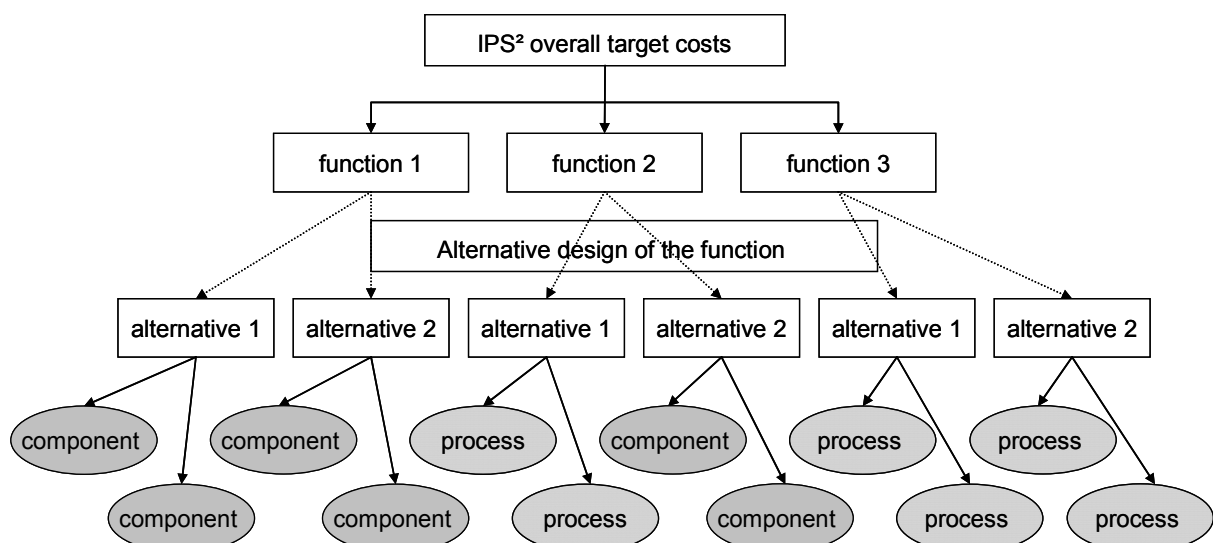 IPS² overall target costs
function 1
function 2
function 3
Alternative design of the function
alternative 1
alternative 2
alternative 1
alternative 2
alternative 1
alternative 2
component
component
process
component
process
process
component
component
process
component
process
process